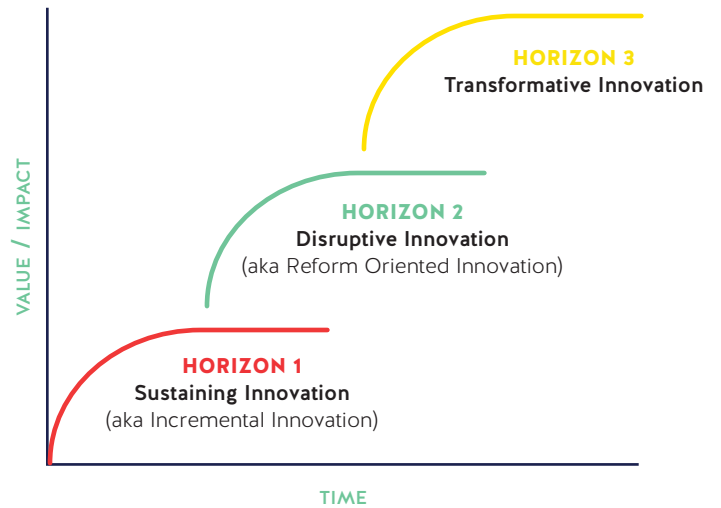 HORIZON 3
Transformative Innovation
HORIZON 2
Disruptive Innovation
(aka Reform Oriented Innovation)
HORIZON 1
Sustaining Innovation
(aka Incremental Innovation)
VALUE / IMPACT
TIME